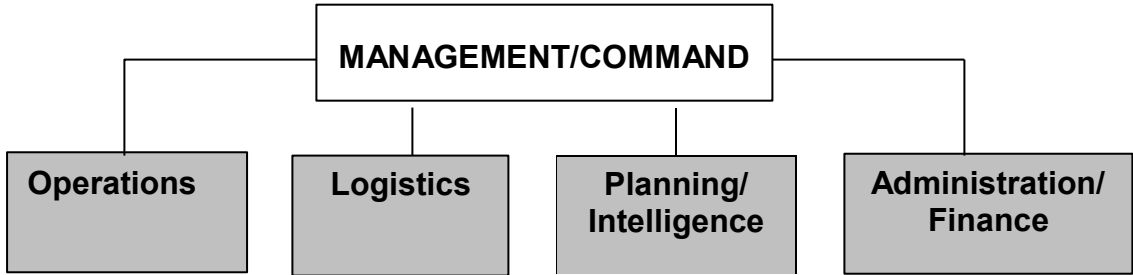 MANAGEMENT/COMMAND
Operations
Logistics
Planning/
Intelligence
Administration/
Finance